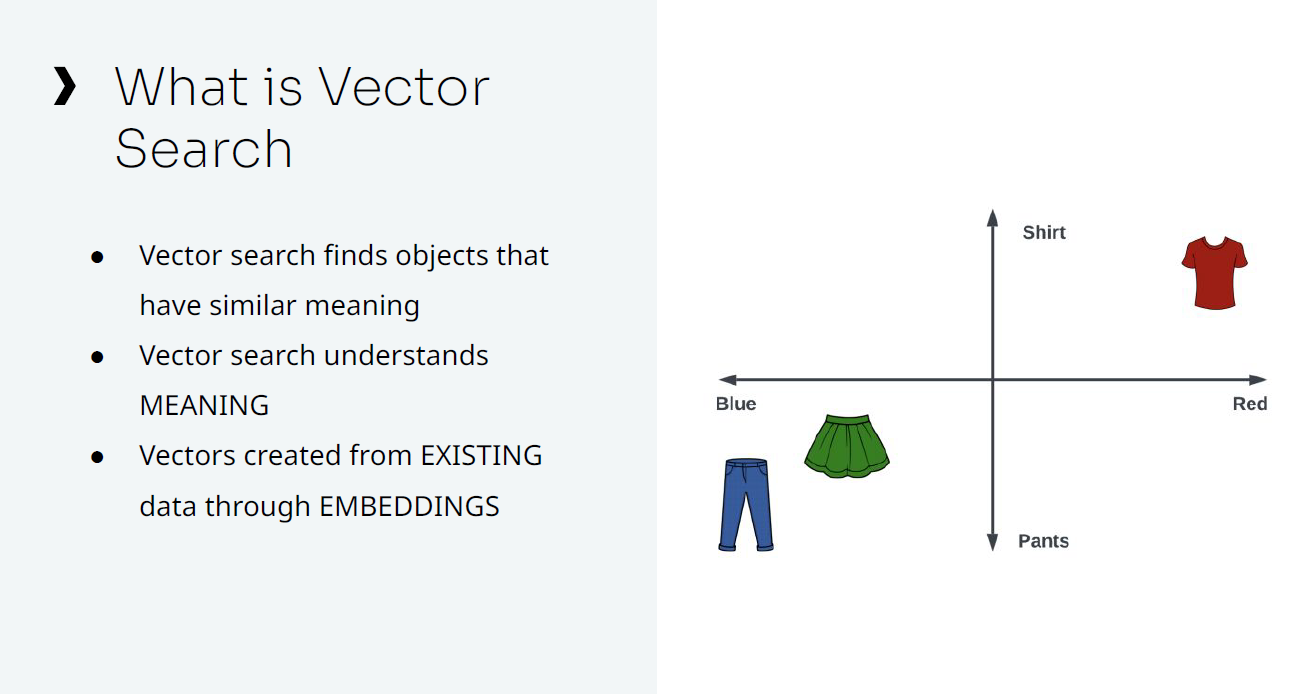 What is Vector
Search
● Vector search finds objects that
have similar meaning
● Vector search understands
MEANING
● Vectors created from EXISTING
data through EMBEDDINGS
Shirt
Blue
Red
Pants